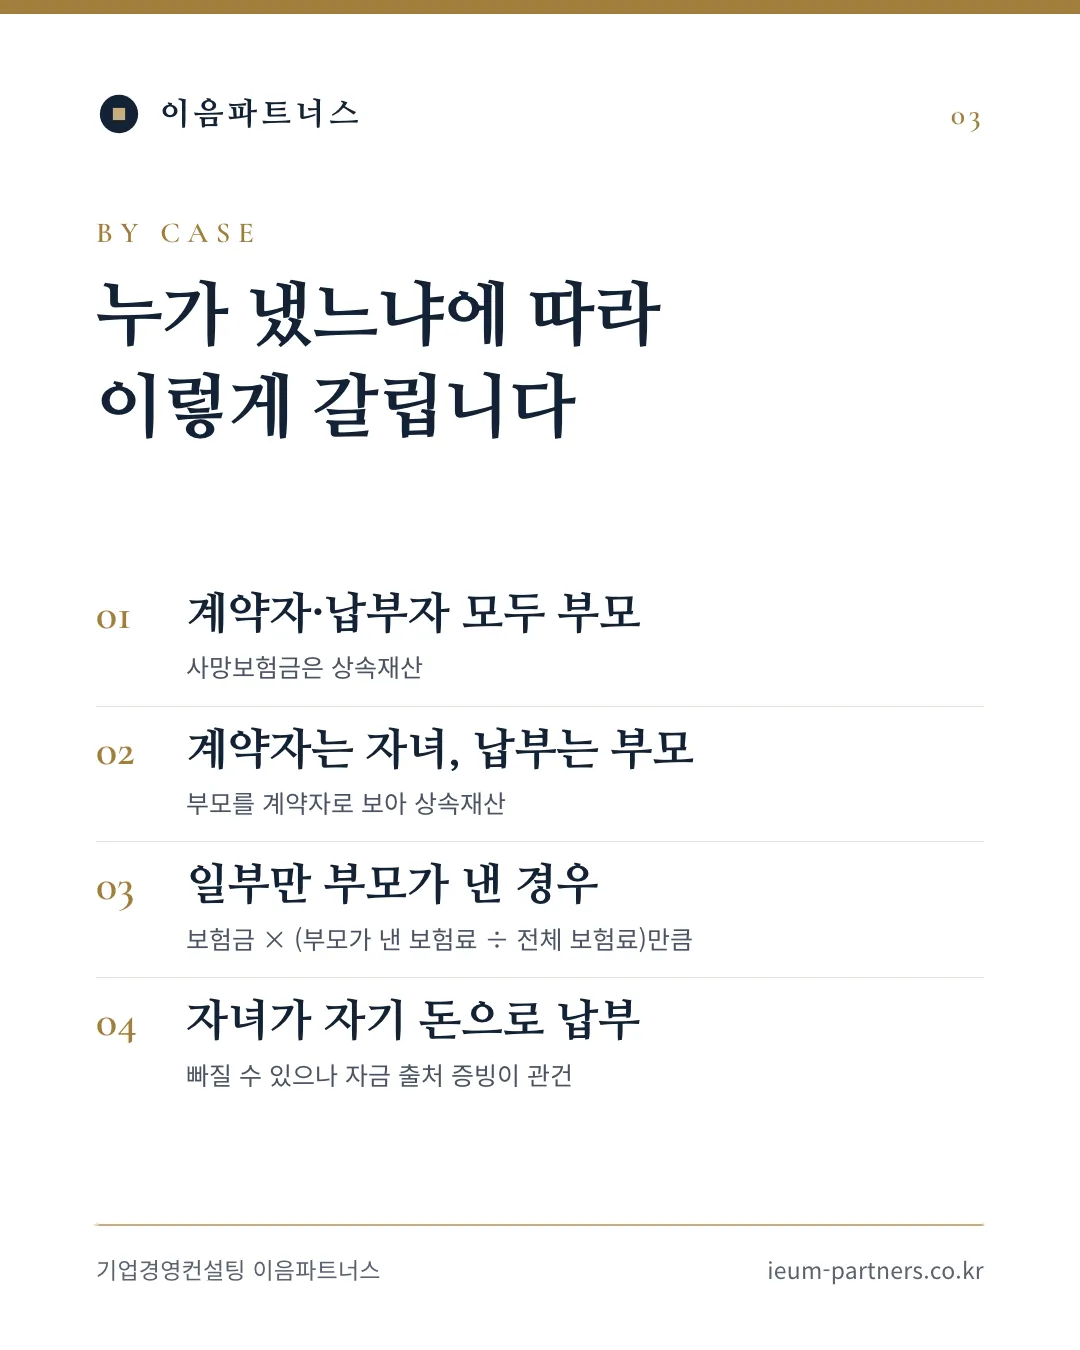 이음파트너스
03
BY CASE
누가 냈느냐에 따라
이렇게 갈립니다
01 계약자·납부자 모두 부모
사망보험금은 상속재산
02 계약자는 자녀, 납부는 부모
부모를 계약자로 보아 상속재산
03 일부만 부모가 낸 경우
보험금 × (부모가 낸 보험료 ÷ 전체 보험료)만큼
04 자녀가 자기 돈으로 납부
빠질 수 있으나 자금 출처 증빙이 관건
기업경영컨설팅 이음파트너스
ieum-partners.co.kr